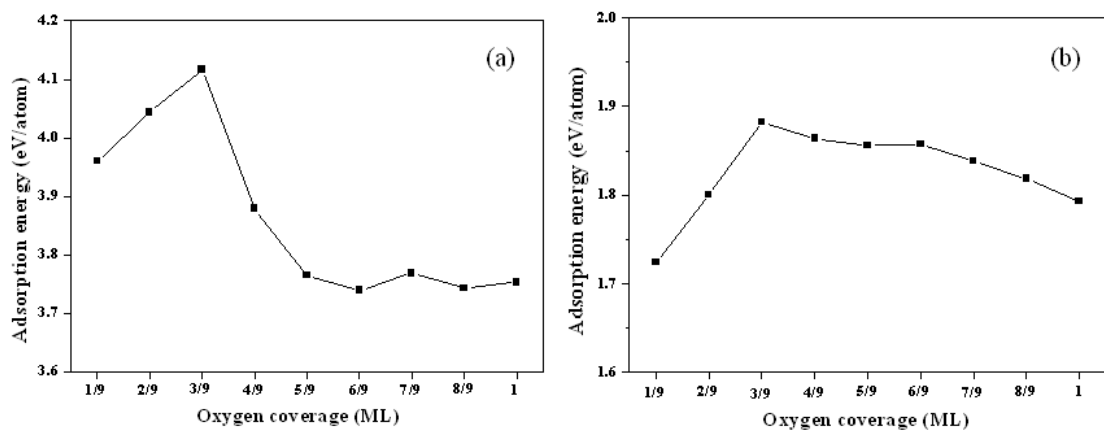 (a)
Adsorption energy (eV/atom)
4.2
4.1
4.0
3.9
3.8
3.7
3.6
1/9 2/9 3/9 4/9 5/9 6/9 7/9 8/9 1
Oxygen coverage (ML)
(b)
Adsorption energy (eV/atom)
2.0
1.9
1.8
1.7
1.6
1/9 2/9 3/9 4/9 5/9 6/9 7/9 8/9 1
Oxygen coverage (ML)